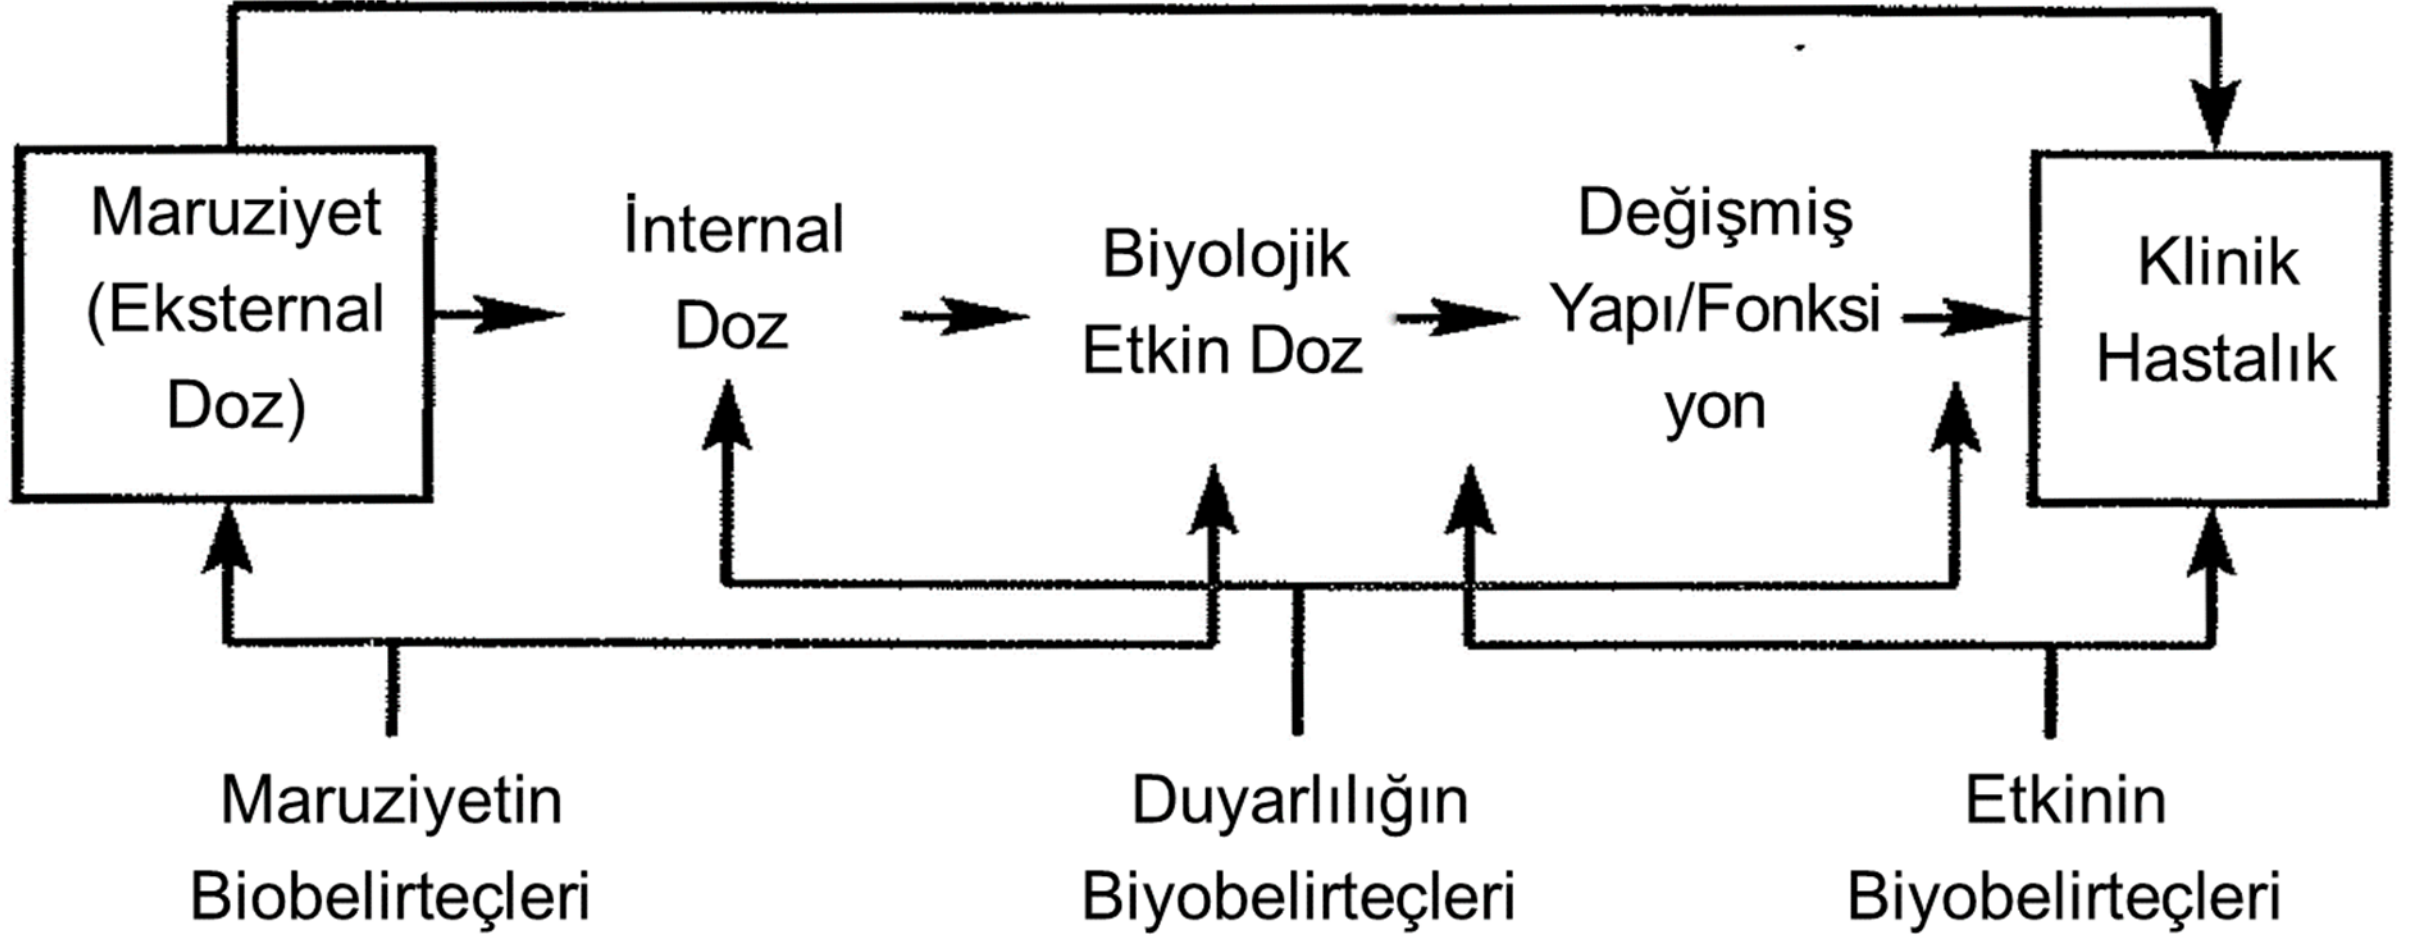 Maruziyet
(Eksternal
Doz)
İnternal
Doz
Biyolojik
Etkin Doz
Değişmiş
Yapı/Fonksi
yon
Klinik
Hastalık
Maruziyetin
Biobelirteçleri
Duyarlılığın
Biyobelirteçleri
Etkinin
Biyobelirteçleri